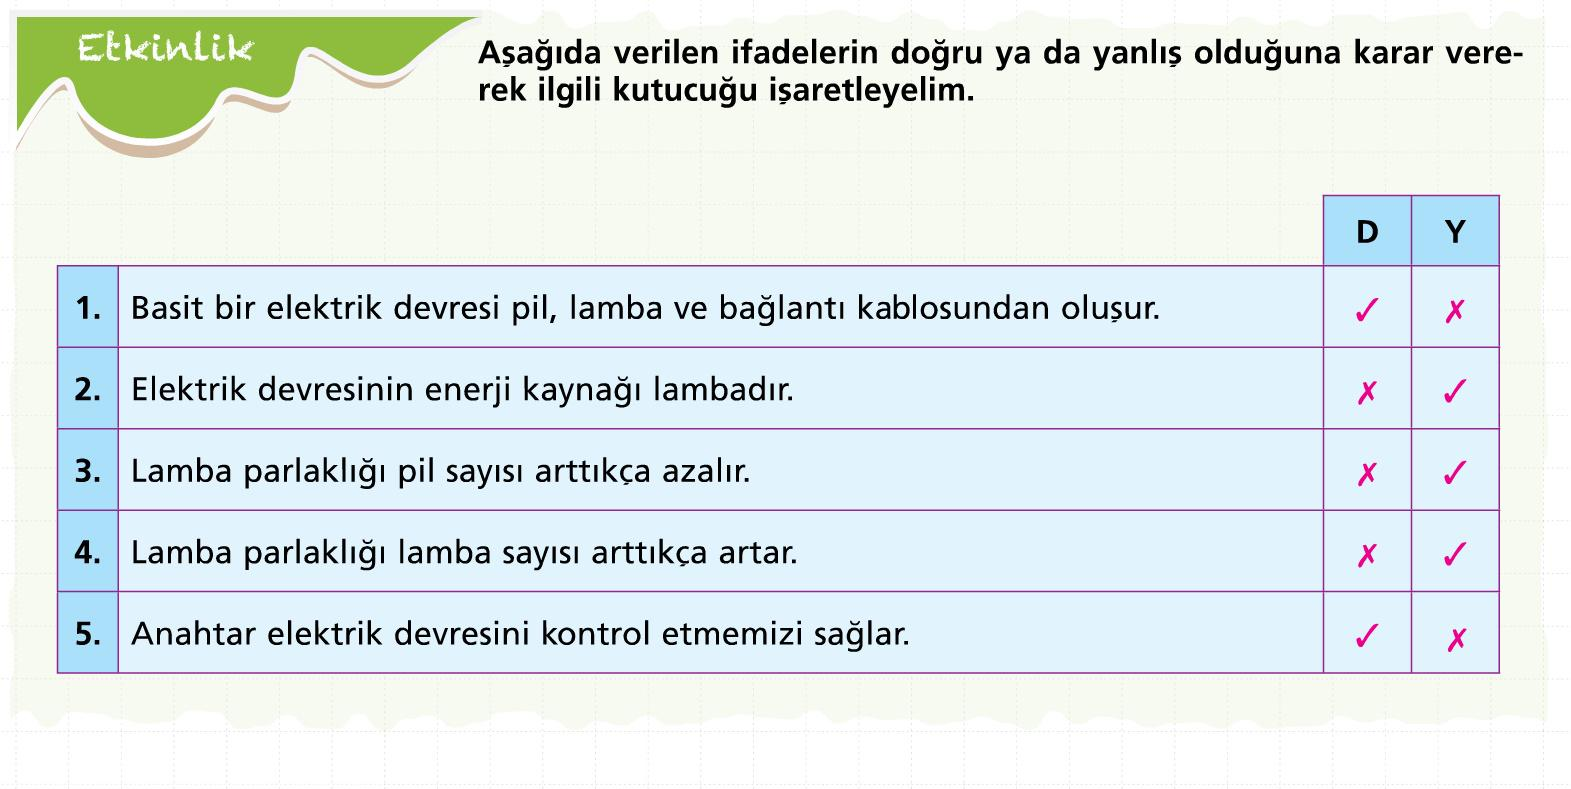 Etkinlik
Aşağıda verilen ifadelerin doğru ya da yanlış olduğuna karar vere-
rek ilgili kutucuğu işaretleyelim.
D Y
1. Basit bir elektrik devresi pil, lamba ve bağlantı kablosundan oluşur. ✓ ✗
2. Elektrik devresinin enerji kaynağı lambadır. ✗ ✓
3. Lamba parlaklığı pil sayısı arttıkça azalır. ✗ ✓
4. Lamba parlaklığı lamba sayısı arttıkça artar. ✗ ✓
5. Anahtar elektrik devresini kontrol etmemizi sağlar. ✓ ✗